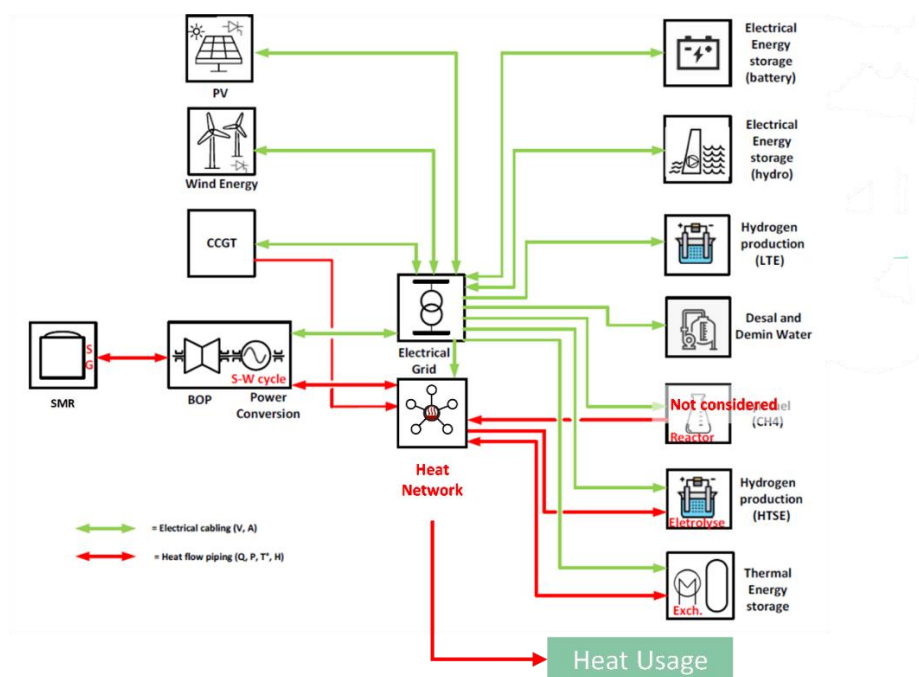 PV
Wind Energy
CCGT
SMR
S
G
BOP
S-W cycle
Power
Conversion
Electrical
Grid
Heat
Network
Electrical
Energy
storage
(battery)
Electrical
Energy
storage
(hydro)
Hydrogen
production
(LTE)
Desal and
Demin Water
Not considered
(CH4)
Reactor
Hydrogen
production
(HTSE)
Eletrolyse
Thermal
Energy
storage
Exch.
= Electrical cabling (V, A)
= Heat flow piping (Q, P, T°, H)
Heat Usage